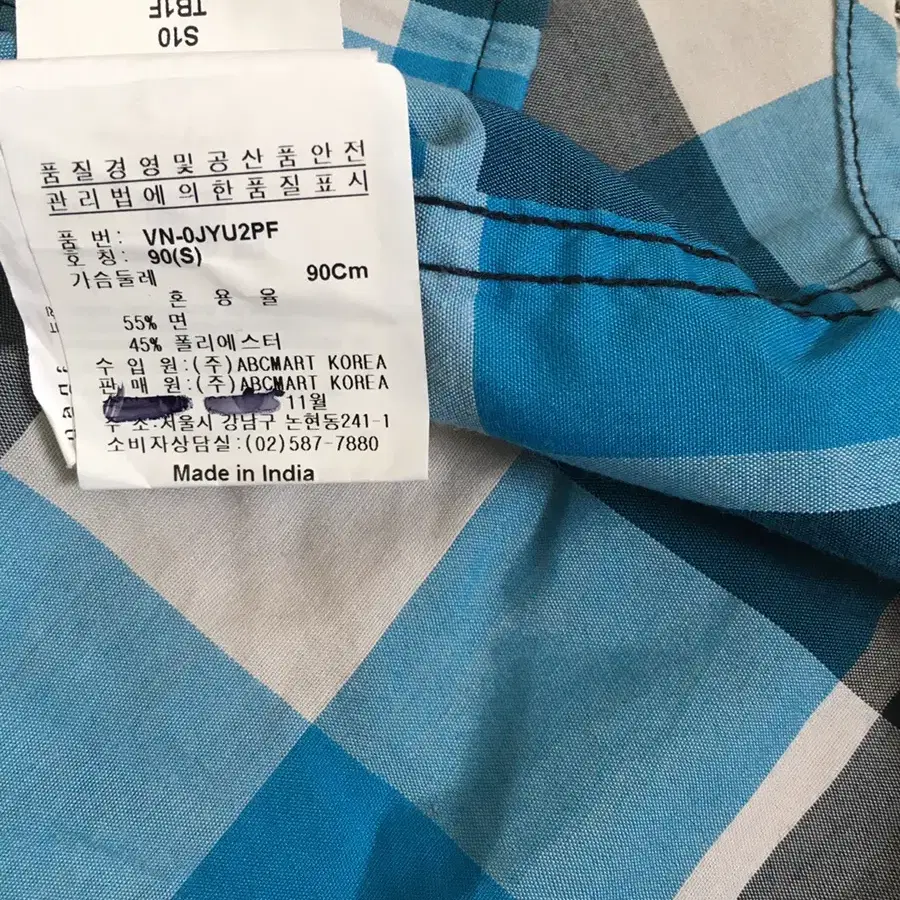 S10
TB1F
품질경영및공산품안전
관리법에의한품질표시
품 번: VN-0JYU2PF
호 칭: 90(S)
가슴둘레 90Cm
혼 용 율
55% 면
45% 폴리에스터
수 입 원:(주)ABCMART KOREA
판 매 원:(주)ABCMART KOREA
11월
주 소:서울시 강남구 논현동241-1
소비자상담실:(02)587-7880
Made in India